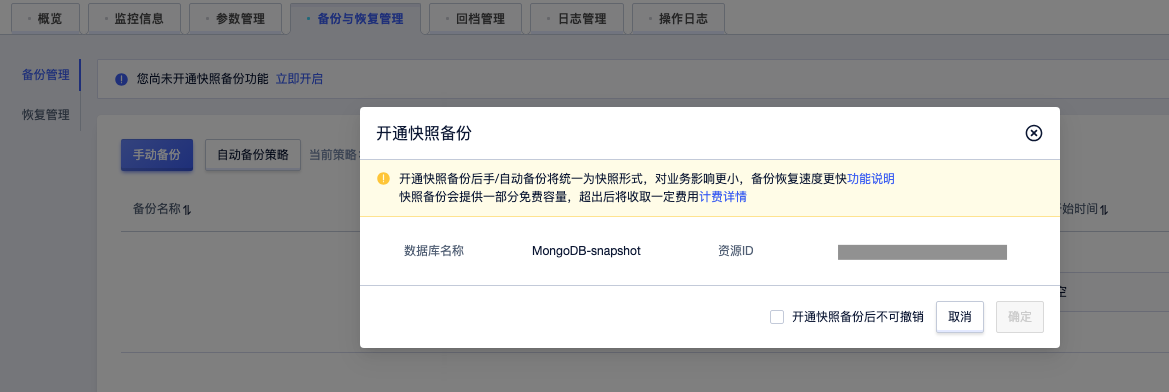 概览
监控信息
参数管理
备份与恢复管理
回档管理
日志管理
操作日志
备份管理
恢复管理
您尚未开通快照备份功能 立即开启
手动备份
自动备份策略
当前策略:
备份名称
始时间
空
开通快照备份
开通快照备份后手/自动备份将统一为快照形式，对业务影响更小，备份恢复速度更快功能说明
快照备份会提供一部分免费容量，超出后将收取一定费用计费详情
数据库名称
MongoDB-snapshot
资源ID
开通快照备份后不可撤销
取消
确定